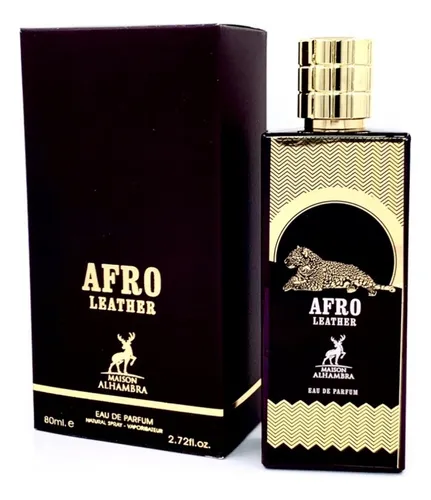 AFRO
LEATHER
MAISON
ALHAMBRA
EAU DE PARFUM
NATURAL SPRAY - VAPORISATEUR
80ml.e
2.72fl.oz.
AFRO
LEATHER
MAISON
ALHAMBRA
EAU DE PARFUM